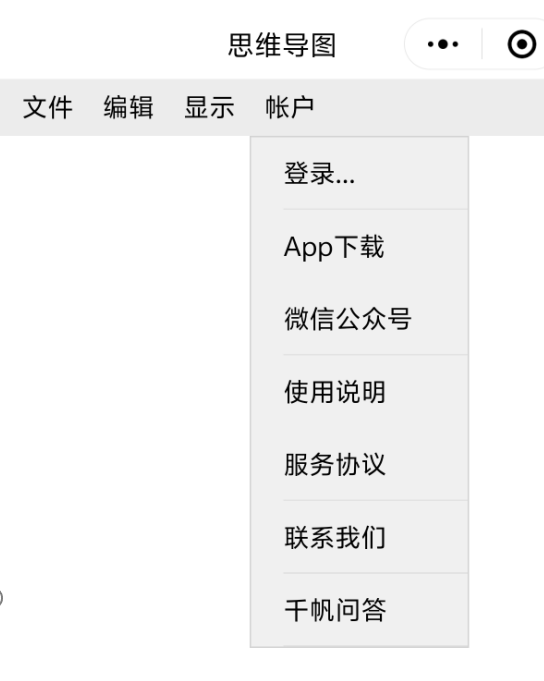 思维导图
文件 编辑 显示 帐户
登录...
App下载
微信公众号
使用说明
服务协议
联系我们
千帆问答